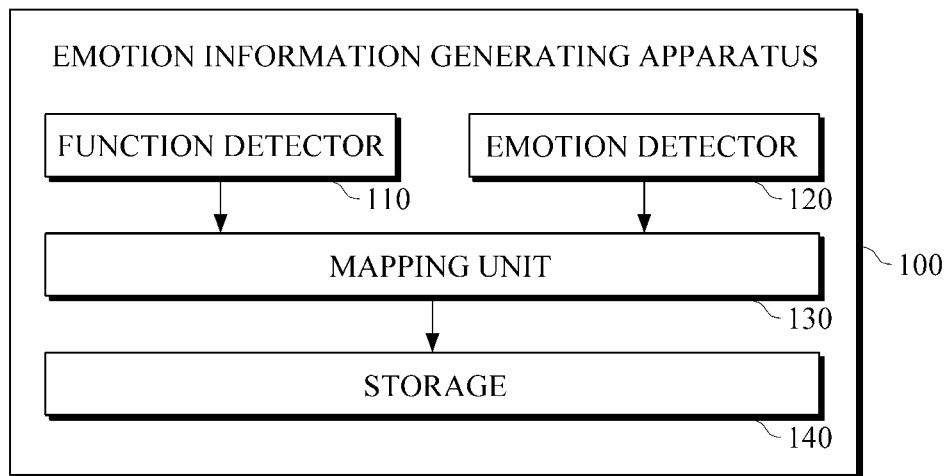 EMOTION INFORMATION GENERATING APPARATUS
FUNCTION DETECTOR
EMOTION DETECTOR
110
120
MAPPING UNIT
100
130
STORAGE
140